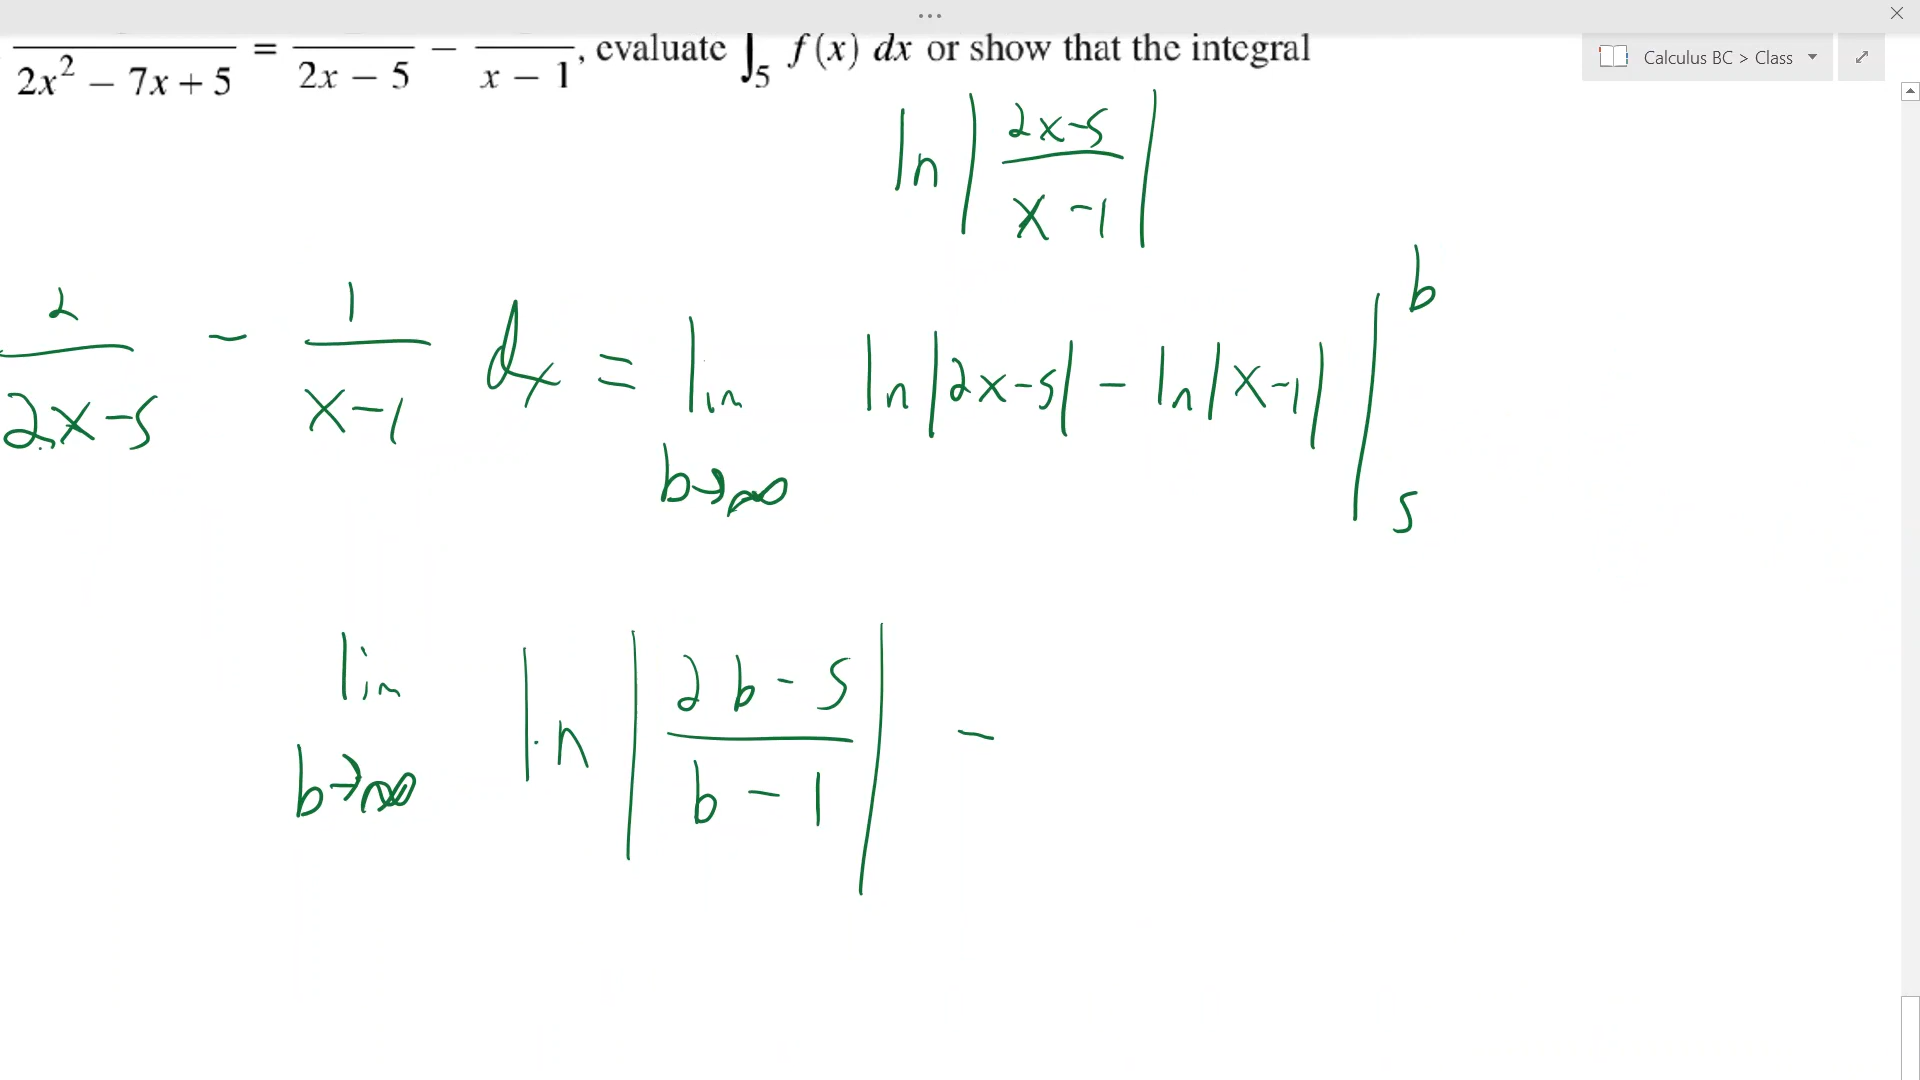 Calculus BC > Class
2x² − 7x + 5 = 2x − 5 − x − 1, evaluate ∫₅ f(x) dx or show that the integral
ln |(2x-5)/(x-1)|
2/(2x-5) - 1/(x-1) dx = lim b→∞ ln|2x-5| - ln|x-1| |₅ᵇ
lim b→∞ ln |(2b-5)/(b-1)| -